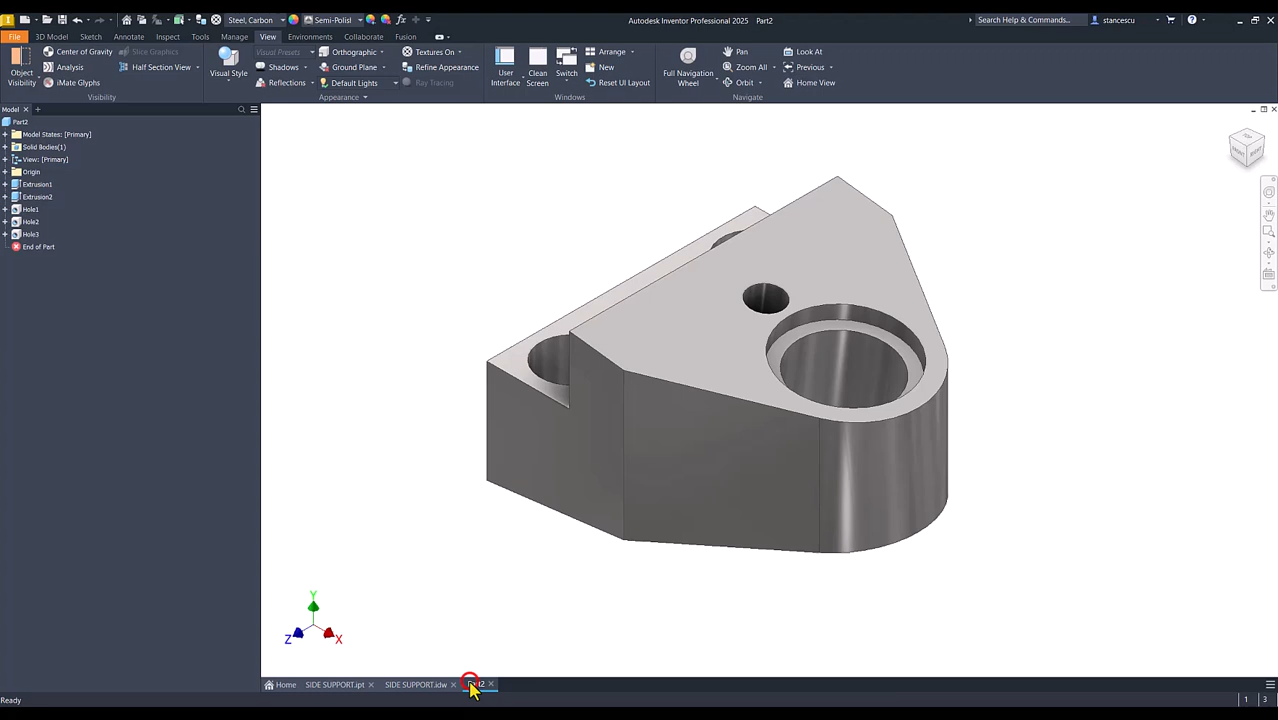 Steel, Carbon
Semi-Polisl
Autodesk Inventor Professional 2025 Part2
Search Help & Commands...
stancescu
File
3D Model
Sketch
Annotate
Inspect
Tools
Manage
View
Environments
Collaborate
Fusion
Object Visibility
Center of Gravity
Analysis
iMate Glyphs
Slice Graphics
Half Section View
Visibility
Visual Style
Visual Presets
Shadows
Reflections
Orthographic
Ground Plane
Default Lights
Textures On
Refine Appearance
Ray Tracing
Appearance
User Interface
Clean Screen
Switch
Arrange
New
Reset UI Layout
Windows
Full Navigation Wheel
Pan
Zoom All
Orbit
Look At
Previous
Home View
Navigate
Model
Part2
Model States: [Primary]
Solid Bodies(1)
View: [Primary]
Origin
Extrusion1
Extrusion2
Hole1
Hole2
Hole3
End of Part
TOP
FRONT
RIGHT
Y
Z
X
Home
SIDE SUPPORT.ipt
SIDE SUPPORT.idw
Ready
1
3